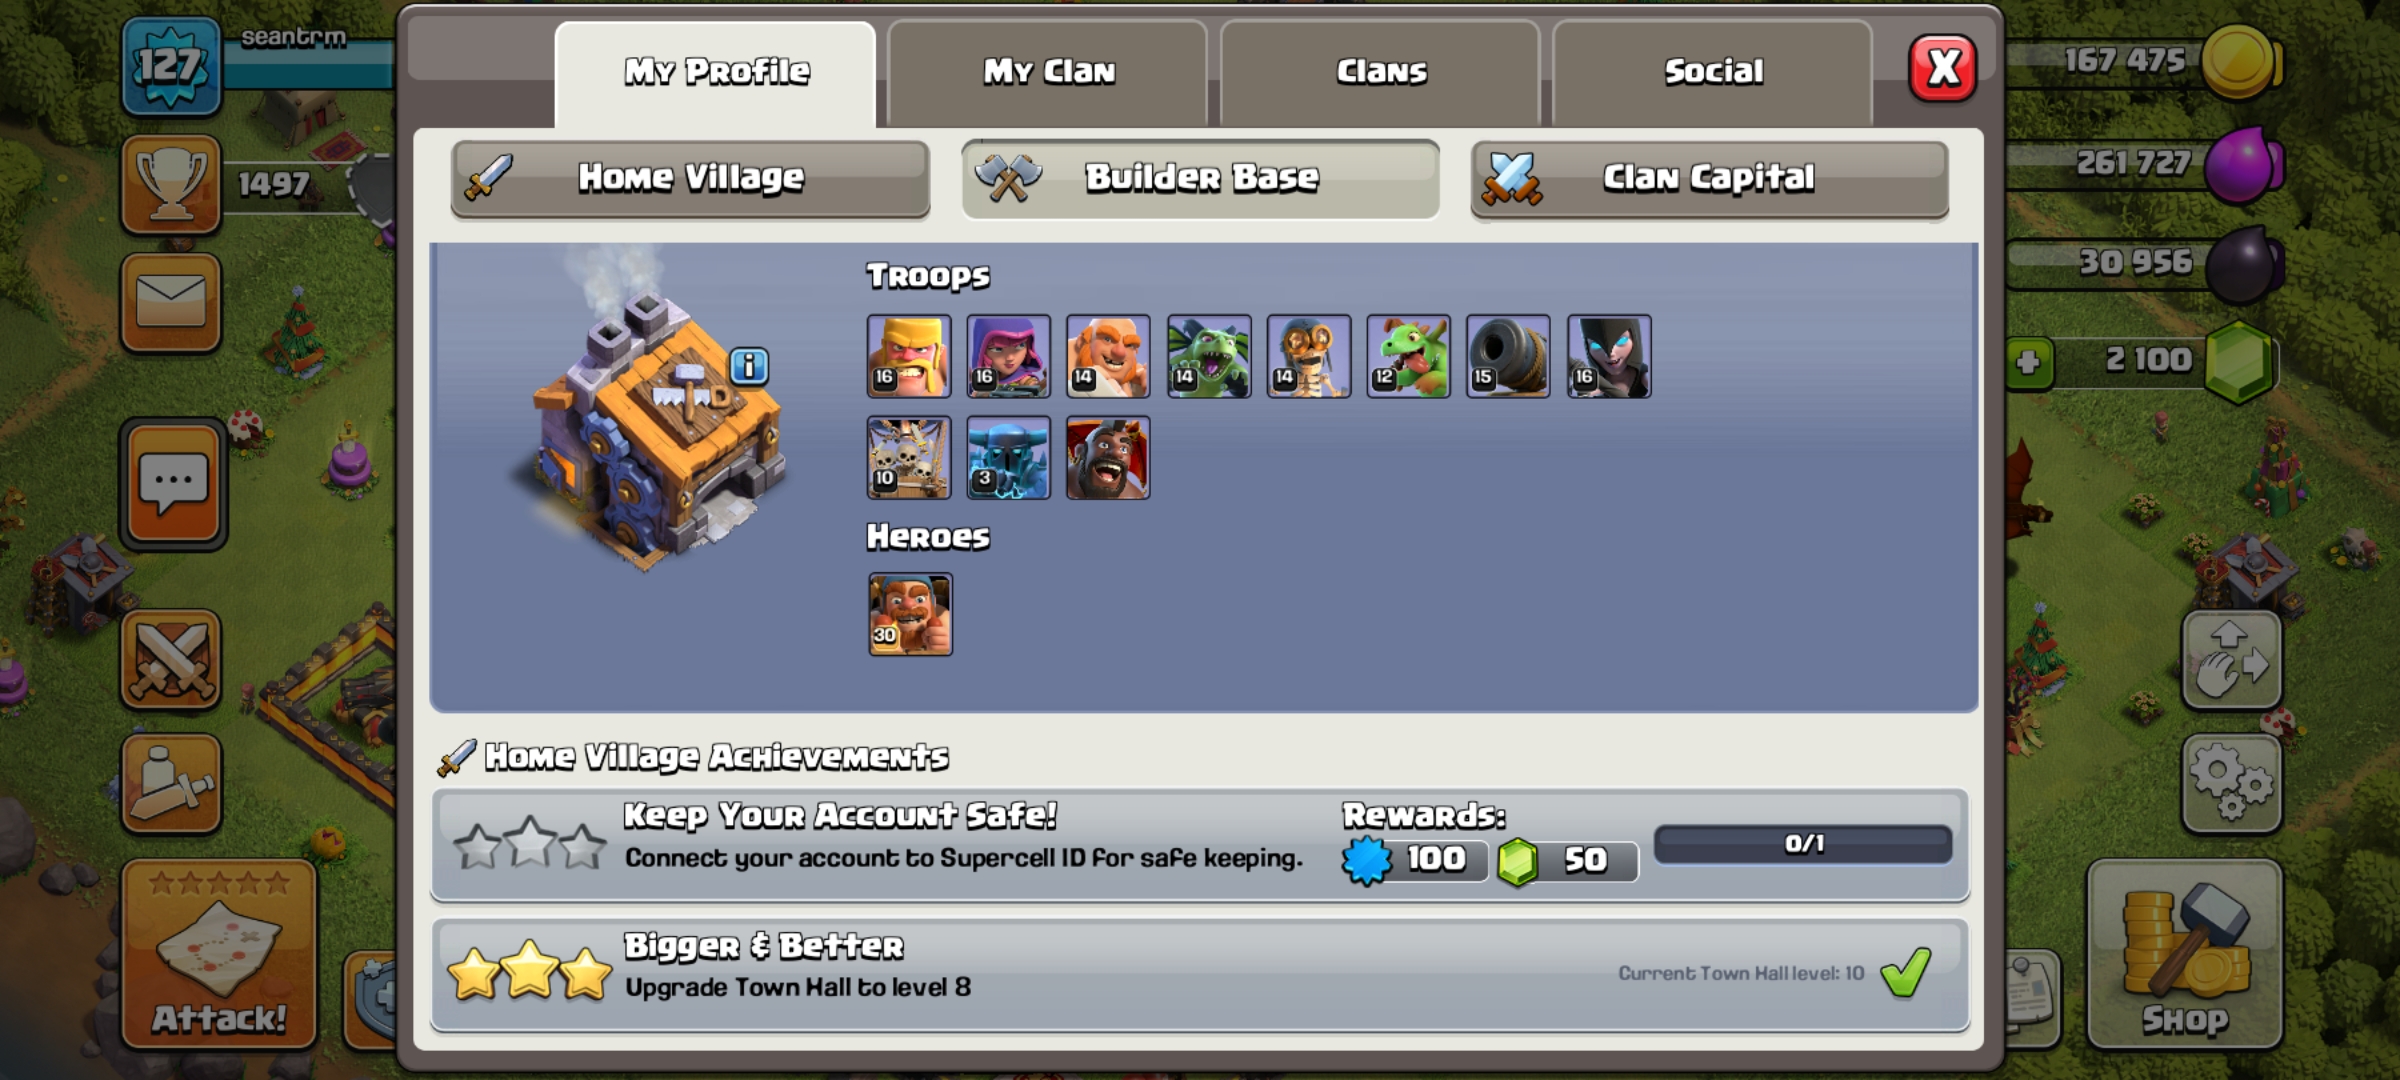 127
seantrm
My Profile
My Clan
Clans
Social
X
167 475
Home Village
Builder Base
Clan Capital
261 727
1497
30 956
2 100
Troops
16 16 14 14 14 12 15 16
10 3
Heroes
30
Home Village Achievements
Keep Your Account Safe!
Connect your account to Supercell ID for safe keeping.
Rewards:
100 50
0/1
Bigger & Better
Upgrade Town Hall to level 8
Current Town Hall level: 10
Attack!
Shop